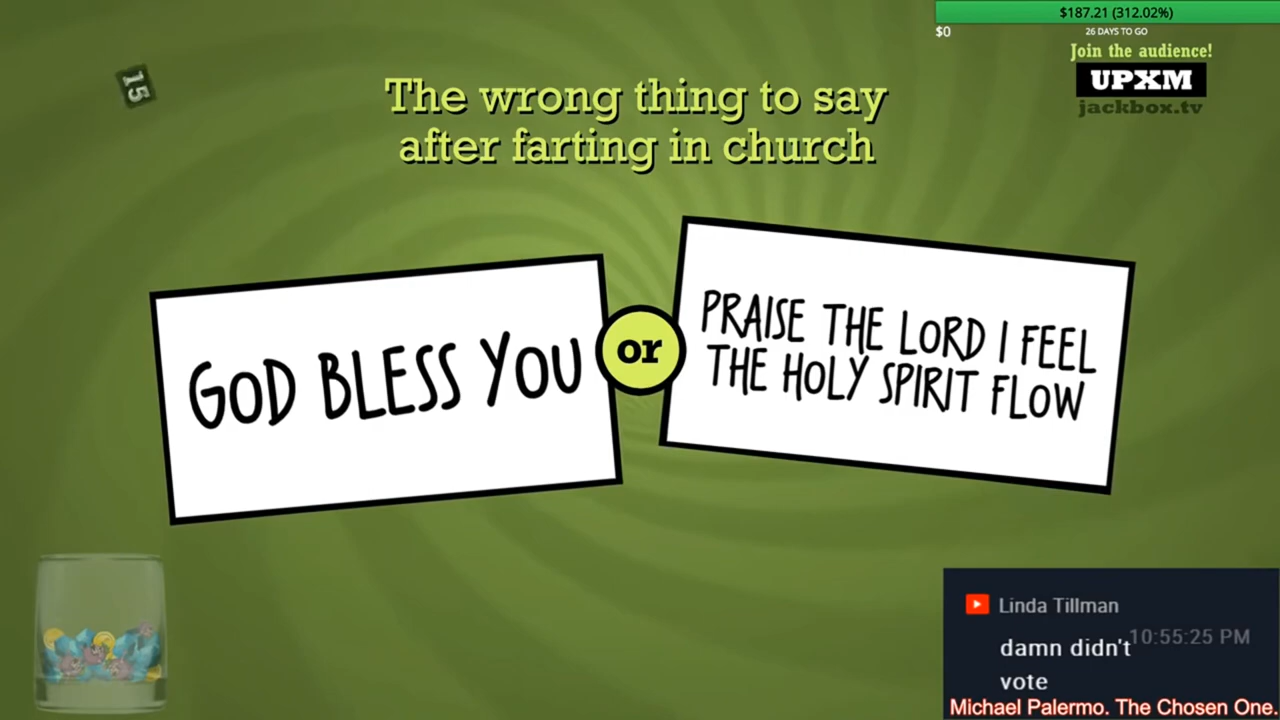 $187.21 (312.02%)
$0
26 DAYS TO GO
Join the audience!
UPXM
jackbox.tv
15
The wrong thing to say
after farting in church
GOD BLESS YOU
or
PRAISE THE LORD I FEEL
THE HOLY SPIRIT FLOW
Linda Tillman
10:55:25 PM
damn didn't
vote
Michael Palermo. The Chosen One.